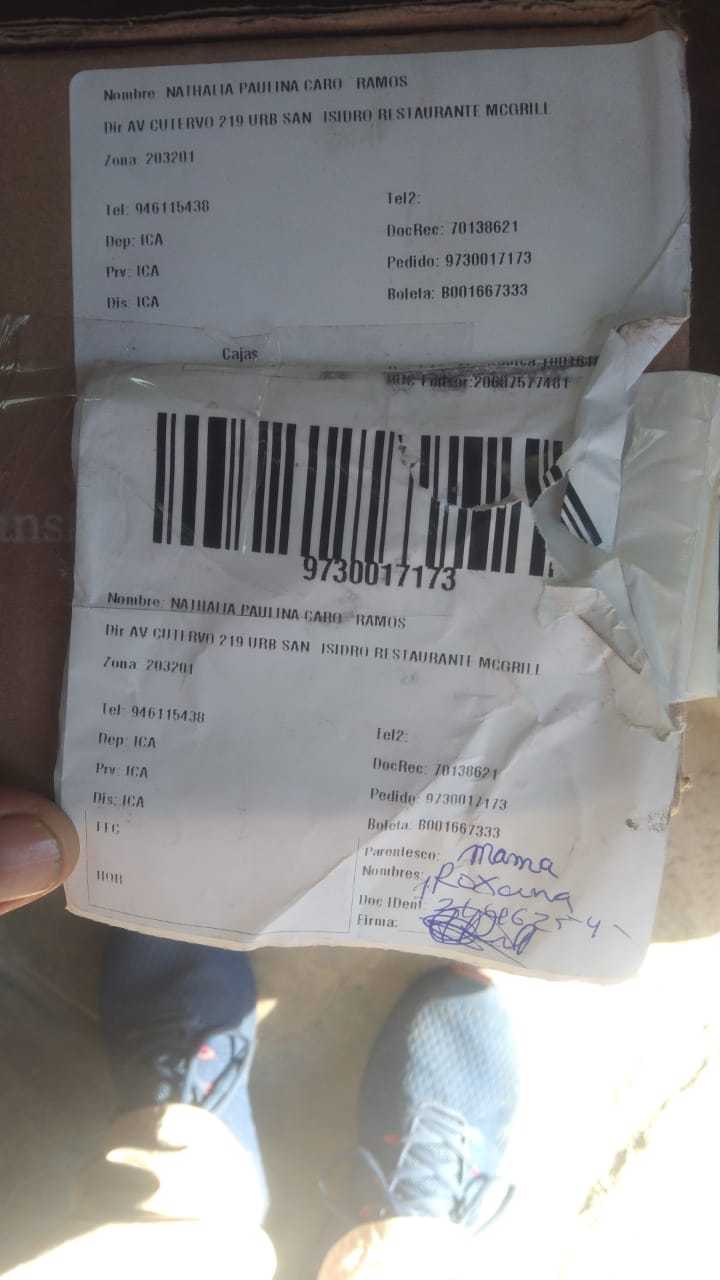 Nombre: NATHALIA PAULINA CARO RAMOS
Dir AV CUTERVO 219 URB SAN ISIDRO RESTAURANTE MCGRILL
Zona: 203201
Tel: 946115438
Tel2:
Dep: ICA
DocRec: 70138621
Prv: ICA
Pedido: 9730017173
Dis: ICA
Boleta: B001667333
Cajas
9730017173
Nombre: NATHALIA PAULINA CARO RAMOS
Dir AV CUTERVO 219 URB SAN ISIDRO RESTAURANTE MCGRILL
Zona: 203201
Tel: 946115438
Tel2:
Dep: ICA
DocRec: 70138621
Prv: ICA
Pedido: 9730017173
Dis: ICA
Boleta: B001667333
FEC
Parentesco: Mama
HOR
Nombres: Roxana
Doc IDent:
Firma: